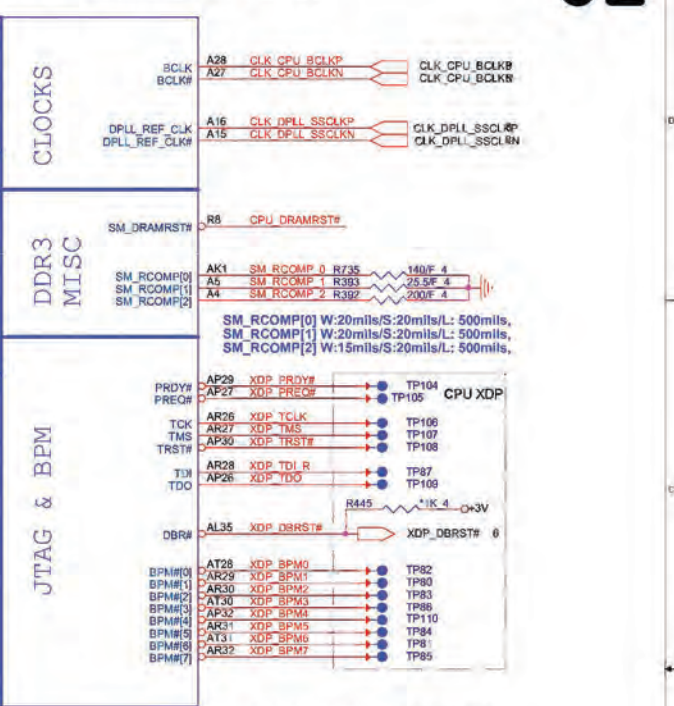 CLOCKS
BCLK A28 CLK_CPU_BCLKP CLK_CPU_BCLKP
BCLK# A27 CLK_CPU_BCLKN CLK_CPU_BCLKN
DPLL_REF_CLK A16 CLK_DPLL_SSCLKP CLK_DPLL_SSCLKP
DPLL_REF_CLK# A15 CLK_DPLL_SSCLKN CLK_DPLL_SSCLKN
D
DDR3
MISC
SM_DRAMRST# R8 CPU_DRAMRST#
SM_RCOMP[0] AK1 SM_RCOMP_0 R735 140/F_4
SM_RCOMP[1] A5 SM_RCOMP_1 R393 25.5/F_4
SM_RCOMP[2] A4 SM_RCOMP_2 R392 200/F_4
SM_RCOMP[0] W:20mils/S:20mils/L: 500mils,
SM_RCOMP[1] W:20mils/S:20mils/L: 500mils,
SM_RCOMP[2] W:15mils/S:20mils/L: 500mils,
JTAG & BPM
CPU XDP
PRDY# AP29 XDP_PRDY# TP104
PREQ# AP27 XDP_PREQ# TP105
TCK AR26 XDP_TCLK TP106
TMS AR27 XDP_TMS TP107
TRST# AP30 XDP_TRST# TP108
TDI AR28 XDP_TDI_R TP87
TDO AP26 XDP_TDO TP109
C
R445 *1K_4 +3V
DBR# AL35 XDP_DBRST# XDP_DBRST# 6
BPM#[0] AT28 XDP_BPM0 TP82
BPM#[1] AR29 XDP_BPM1 TP80
BPM#[2] AR30 XDP_BPM2 TP83
BPM#[3] AT30 XDP_BPM3 TP86
BPM#[4] AP32 XDP_BPM4 TP110
BPM#[5] AR31 XDP_BPM5 TP84
BPM#[6] AT31 XDP_BPM6 TP81
BPM#[7] AR32 XDP_BPM7 TP85